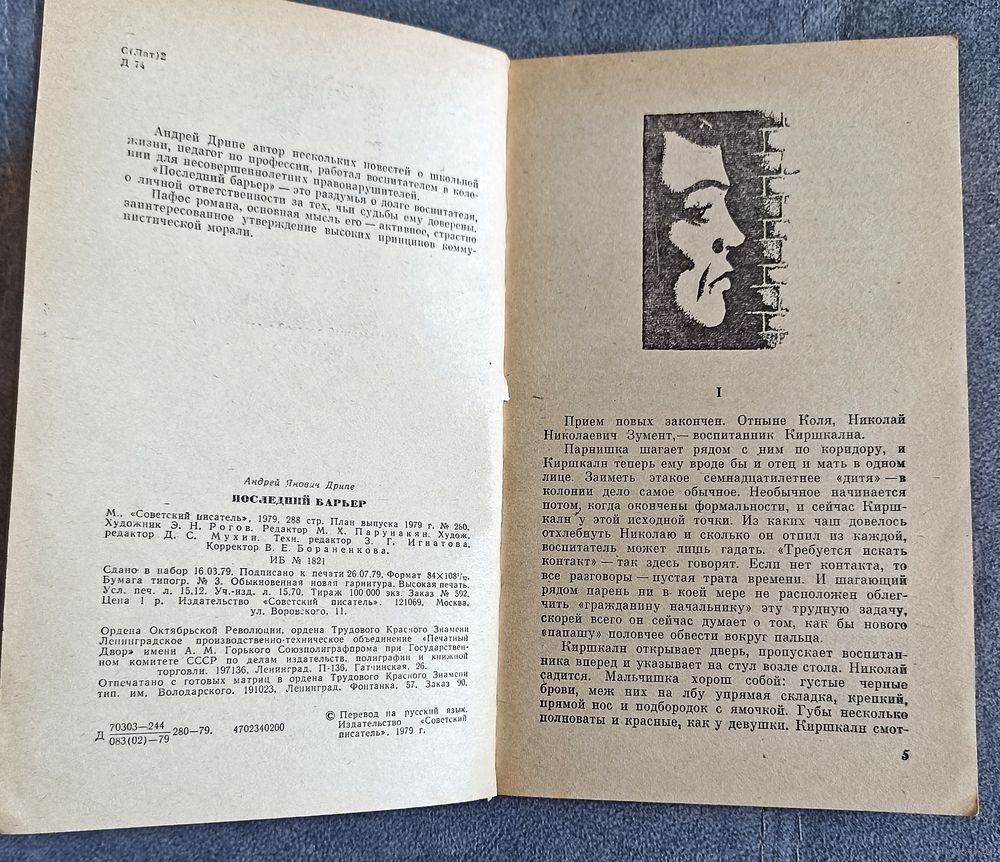 С(Лат)2
Д 74
Андрей Дрипе автор нескольких повестей о школьной
жизни, педагог по профессии, работал воспитателем в коло-
нии для несовершеннолетних правонарушителей.
«Последний барьер» — это раздумья о долге воспитателя,
о личной ответственности за тех, чьи судьбы ему доверены.
Пафос романа, основная мысль его — активное, страстно
заинтересованное утверждение высоких принципов комму-
нистической морали.
Андрей Янович Дрипе
ПОСЛЕДНИЙ БАРЬЕР
М., «Советский писатель», 1979, 288 стр. План выпуска 1979 г. № 260.
Художник Э. Н. Рогов. Редактор М. Х. Парунакян. Худож.
редактор Д. С. Мухин. Техн. редактор З. Г. Игнатова.
Корректор В. Е. Бораненкова.
ИБ № 1821
Сдано в набор 16.03.79. Подписано к печати 26.07.79. Формат 84×108¹/₃₂.
Бумага типогр. № 3. Обыкновенная новая гарнитура. Высокая печать.
Усл. печ. л. 15,12. Уч.-изд. л. 15,70. Тираж 100 000 экз. Заказ № 592.
Цена 1 р. Издательство «Советский писатель». 121069, Москва,
ул. Воровского, 11.
Ордена Октябрьской Революции, ордена Трудового Красного Знамени
Ленинградское производственно-техническое объединение «Печатный
Двор» имени А. М. Горького Союзполиграфпрома при Государствен-
ном комитете СССР по делам издательств, полиграфии и книжной
торговли. 197136, Ленинград, П-136, Гатчинская, 26.
Отпечатано с готовых матриц в ордена Трудового Красного Знамени
тип. им. Володарского. 191023, Ленинград, Фонтанка, 57. Заказ 90.
Д 70303—244
083(02)—79 280—79. 4702340200
© Перевод на русский язык.
Издательство «Советский
писатель», 1979 г.
I
Прием новых закончен. Отныне Коля, Николай
Николаевич Зумент,— воспитанник Киршкална.
Парнишка шагает рядом с ним по коридору, и
Киршкалн теперь ему вроде бы и отец и мать в одном
лице. Заиметь этакое семнадцатилетнее «дитя» — в
колонии дело самое обычное. Необычное начинается
потом, когда окончены формальности, и сейчас Кирш-
калн у этой исходной точки. Из каких чаш довелось
отхлебнуть Николаю и сколько он отпил из каждой,
воспитатель может лишь гадать. «Требуется искать
контакт» — так здесь говорят. Если нет контакта, то
все разговоры — пустая трата времени. И шагающий
рядом парень ни в коей мере не расположен облег-
чить «гражданину начальнику» эту трудную задачу,
скорей всего он сейчас думает о том, как бы нового
«папашу» половчее обвести вокруг пальца.
Киршкалн открывает дверь, пропускает воспитан-
ника вперед и указывает на стул возле стола. Николай
садится. Мальчишка хорош собой: густые черные
брови, меж них на лбу упрямая складка, крепкий,
прямой нос и подбородок с ямочкой. Губы несколько
полноваты и красные, как у девушки. Киршкалн смот-
5